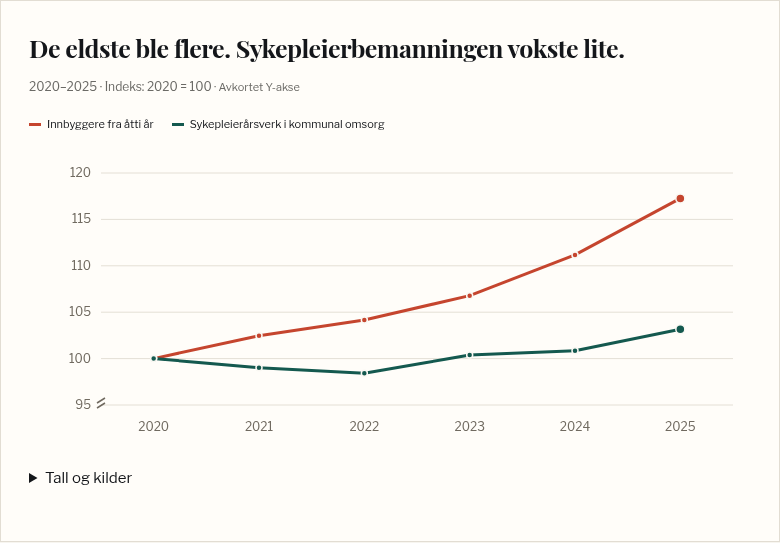 De eldste ble flere. Sykepleierbemanningen vokste lite.
2020–2025 · Indeks: 2020 = 100 · Avkortet Y-akse
Innbyggere fra åtti år Sykepleierårsverk i kommunal omsorg
120
115
110
105
100
95
2020 2021 2022 2023 2024 2025
Tall og kilder